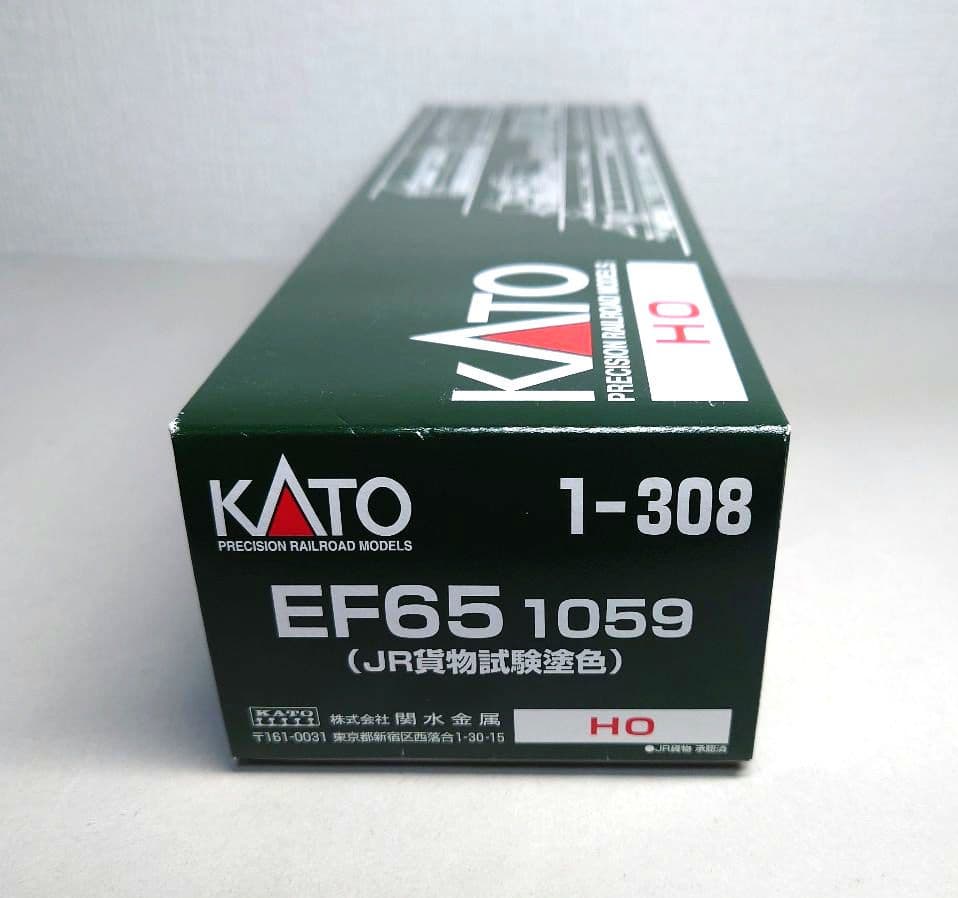 KATO
PRECISION RAILROAD MODELS
HO
KATO
PRECISION RAILROAD MODELS
1-308
EF65 1059
(JR貨物試験塗色)
KATO
株式会社 関水金属
〒161-0031 東京都新宿区西落合1-30-15
HO
●JR貨物 承認済